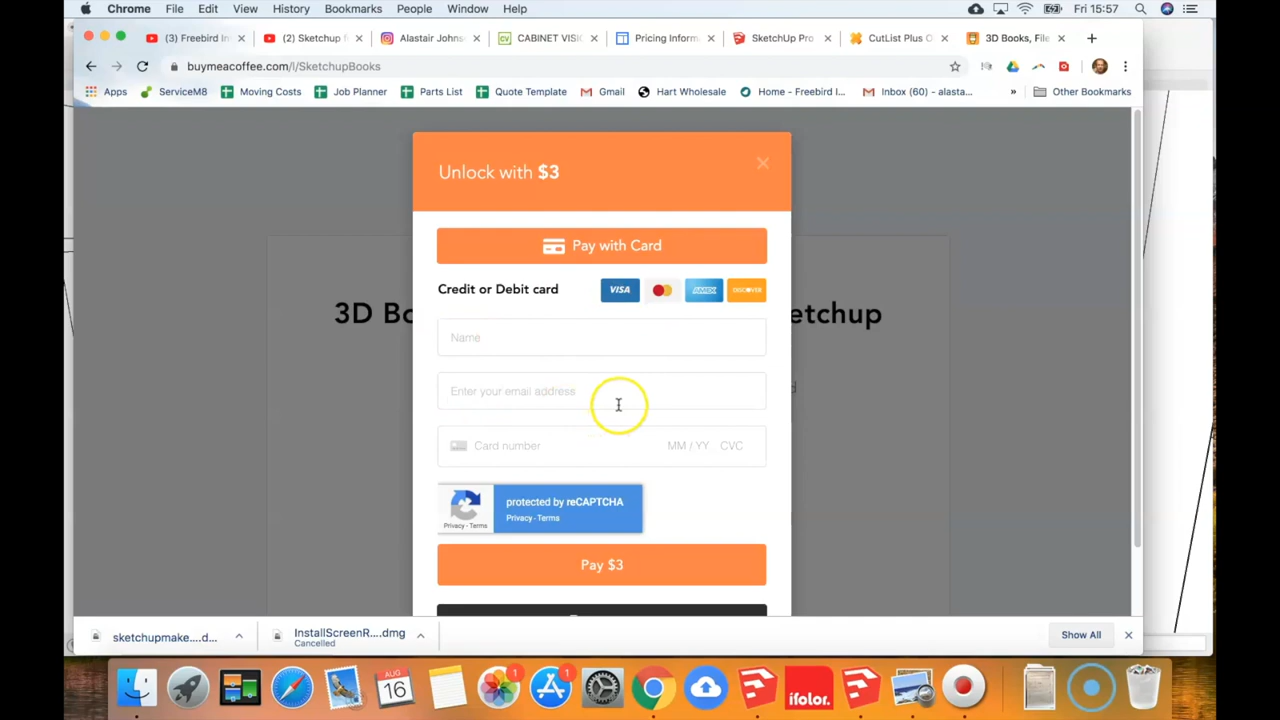 Chrome File Edit View History Bookmarks People Window Help Fri 15:57
(3) Freebird In (2) Sketchup Alastair Johns CABINET VISI Pricing Inform SketchUp Pro CutList Plus 3D Books, File
buymeacoffee.com/l/SketchupBooks
Apps ServiceM8 Moving Costs Job Planner Parts List Quote Template Gmail Hart Wholesale Home - Freebird I... Inbox (60) - alasta... » Other Bookmarks
Unlock with $3
Pay with Card
Credit or Debit card VISA AMEX DISCOVER
3D Bo etchup
Name
Enter your email address
d
Card number MM / YY CVC
protected by reCAPTCHA
Privacy - Terms
Privacy - Terms
Pay $3
sketchupmake....d... InstallScreenR....dmg Show All
Cancelled
AUG
16
1
1
ifolor.